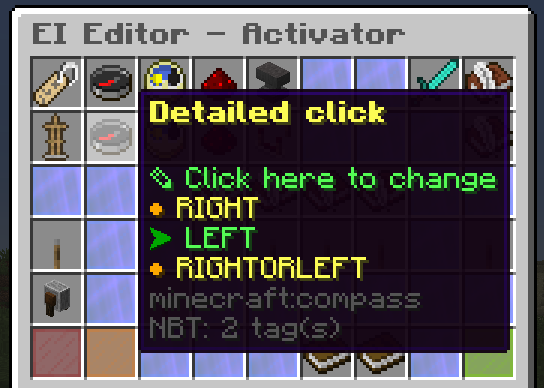 EI Editor - Activator
Detailed click
✎ Click here to change
● RIGHT
➤ LEFT
● RIGHTORLEFT
minecraft:compass
NBT: 2 tag(s)